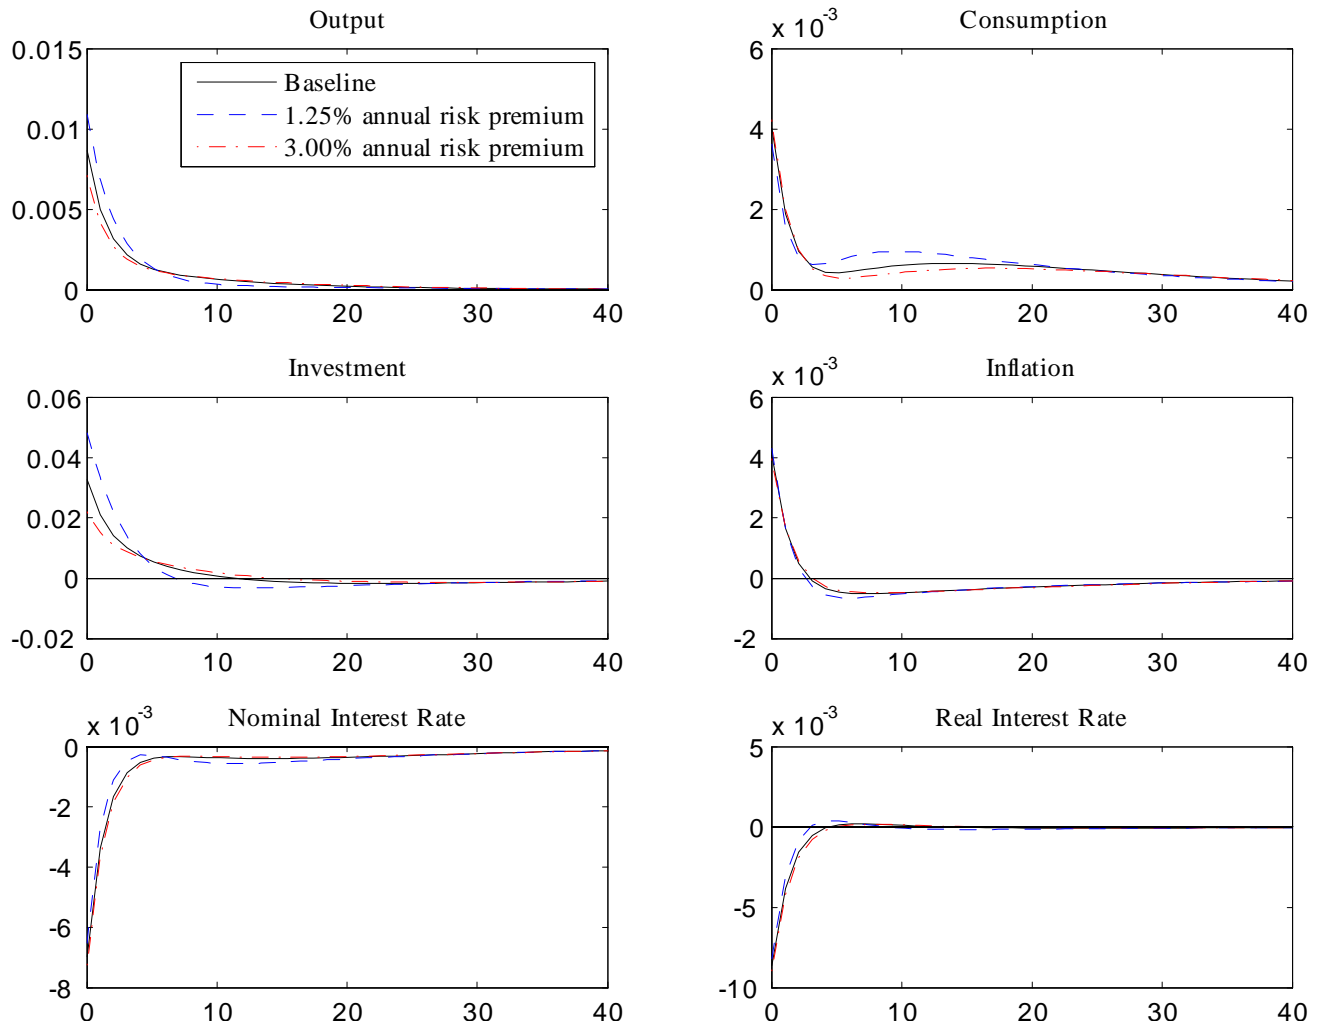 Output
0.015
0.01
0.005
0
0 10 20 30 40
Baseline
1.25% annual risk premium
3.00% annual risk premium
Consumption
x 10-3
6
4
2
0
0 10 20 30 40
Investment
0.06
0.04
0.02
0
-0.02
0 10 20 30 40
Inflation
x 10-3
6
4
2
0
-2
0 10 20 30 40
Nominal Interest Rate
x 10-3
0
-2
-4
-6
-8
0 10 20 30 40
Real Interest Rate
x 10-3
5
0
-5
-10
0 10 20 30 40